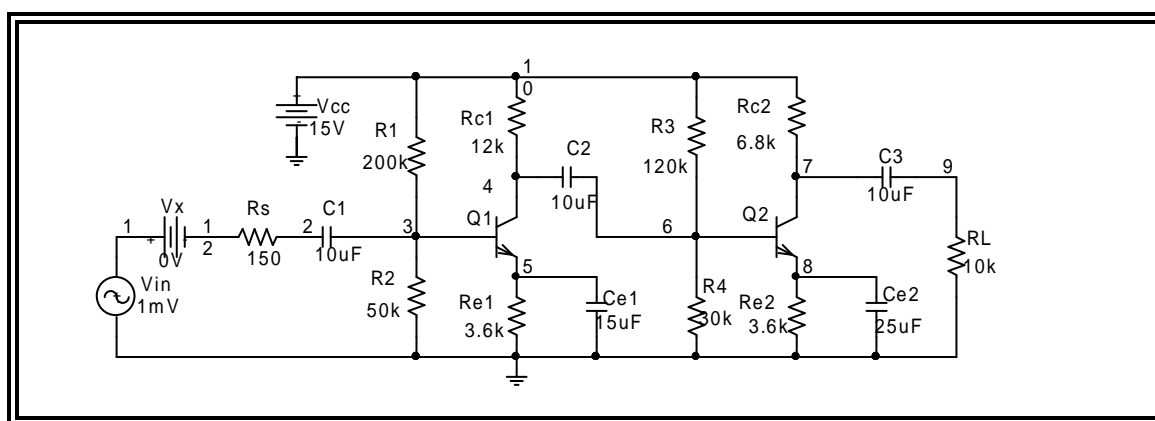 1
0
+
Vcc
-
15V
R1
200k
Rc1
12k
R3
120k
Rc2
6.8k
4
C2
10uF
7
C3
10uF
9
Vx
1
+
0V
1
2
Rs
150
2
C1
10uF
3
Q1
6
Q2
RL
10k
Vin
1mV
R2
50k
5
Re1
3.6k
Ce1
15uF
R4
30k
8
Re2
3.6k
Ce2
25uF